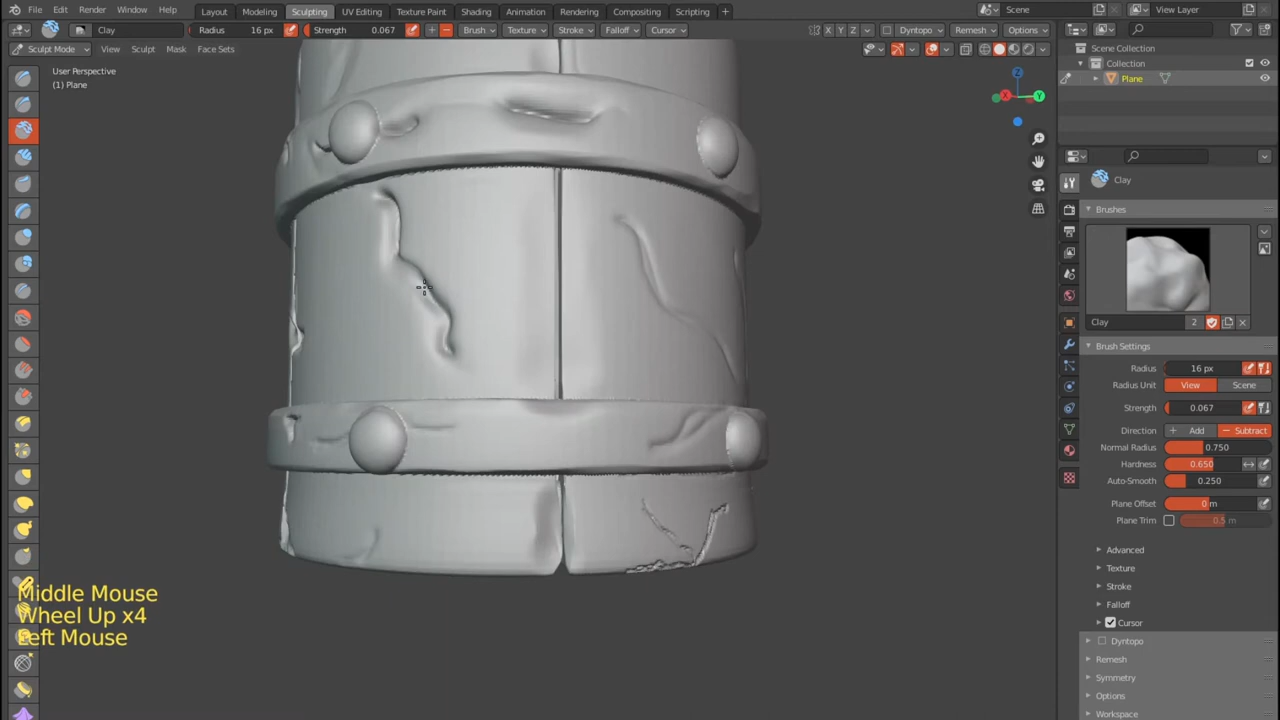 File Edit Render Window Help Layout Modeling Sculpting UV Editing Texture Paint Shading Animation Rendering Compositing Scripting + Scene View Layer
Clay Radius 16 px Strength 0.067 + − Brush Texture Stroke Falloff Cursor X Y Z Dyntopo Remesh Options
Sculpt Mode View Sculpt Mask Face Sets
User Perspective
(1) Plane
Z
X Y
Scene Collection
Collection
Plane
Clay
Brushes
Clay 2
Brush Settings
Radius 16 px
Radius Unit View Scene
Strength 0.067
Direction + Add − Subtract
Normal Radius 0.750
Hardness 0.650
Auto-Smooth 0.250
Plane Offset 0 m
Plane Trim 0.5 m
Advanced
Texture
Stroke
Falloff
Cursor
Dyntopo
Remesh
Symmetry
Options
Workspace
Middle Mouse
Wheel Up x4
Left Mouse